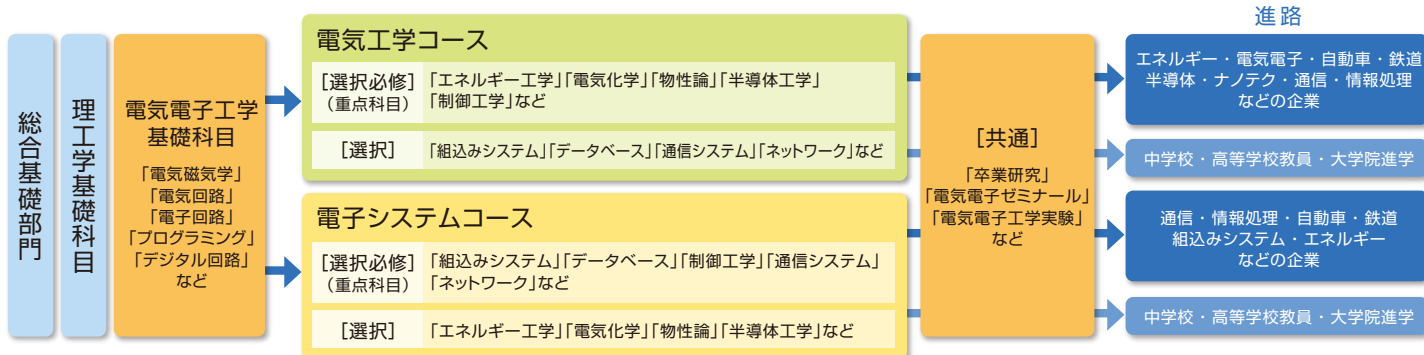 総合基礎部門
理工学基礎科目
電気電子工学
基礎科目
「電気磁気学」
「電気回路」
「電子回路」
「プログラミング」
「デジタル回路」
など
電気工学コース
[選択必修]
(重点科目)
「エネルギー工学」「電気化学」「物性論」「半導体工学」
「制御工学」など
[選択]
「組込みシステム」「データベース」「通信システム」「ネットワーク」など
電子システムコース
[選択必修]
(重点科目)
「組込みシステム」「データベース」「制御工学」「通信システム」
「ネットワーク」など
[選択]
「エネルギー工学」「電気化学」「物性論」「半導体工学」など
[共通]
「卒業研究」
「電気電子ゼミナール」
「電気電子工学実験」
など
進路
エネルギー・電気電子・自動車・鉄道
半導体・ナノテク・通信・情報処理
などの企業
中学校・高等学校教員・大学院進学
通信・情報処理・自動車・鉄道
組込みシステム・エネルギー
などの企業
中学校・高等学校教員・大学院進学